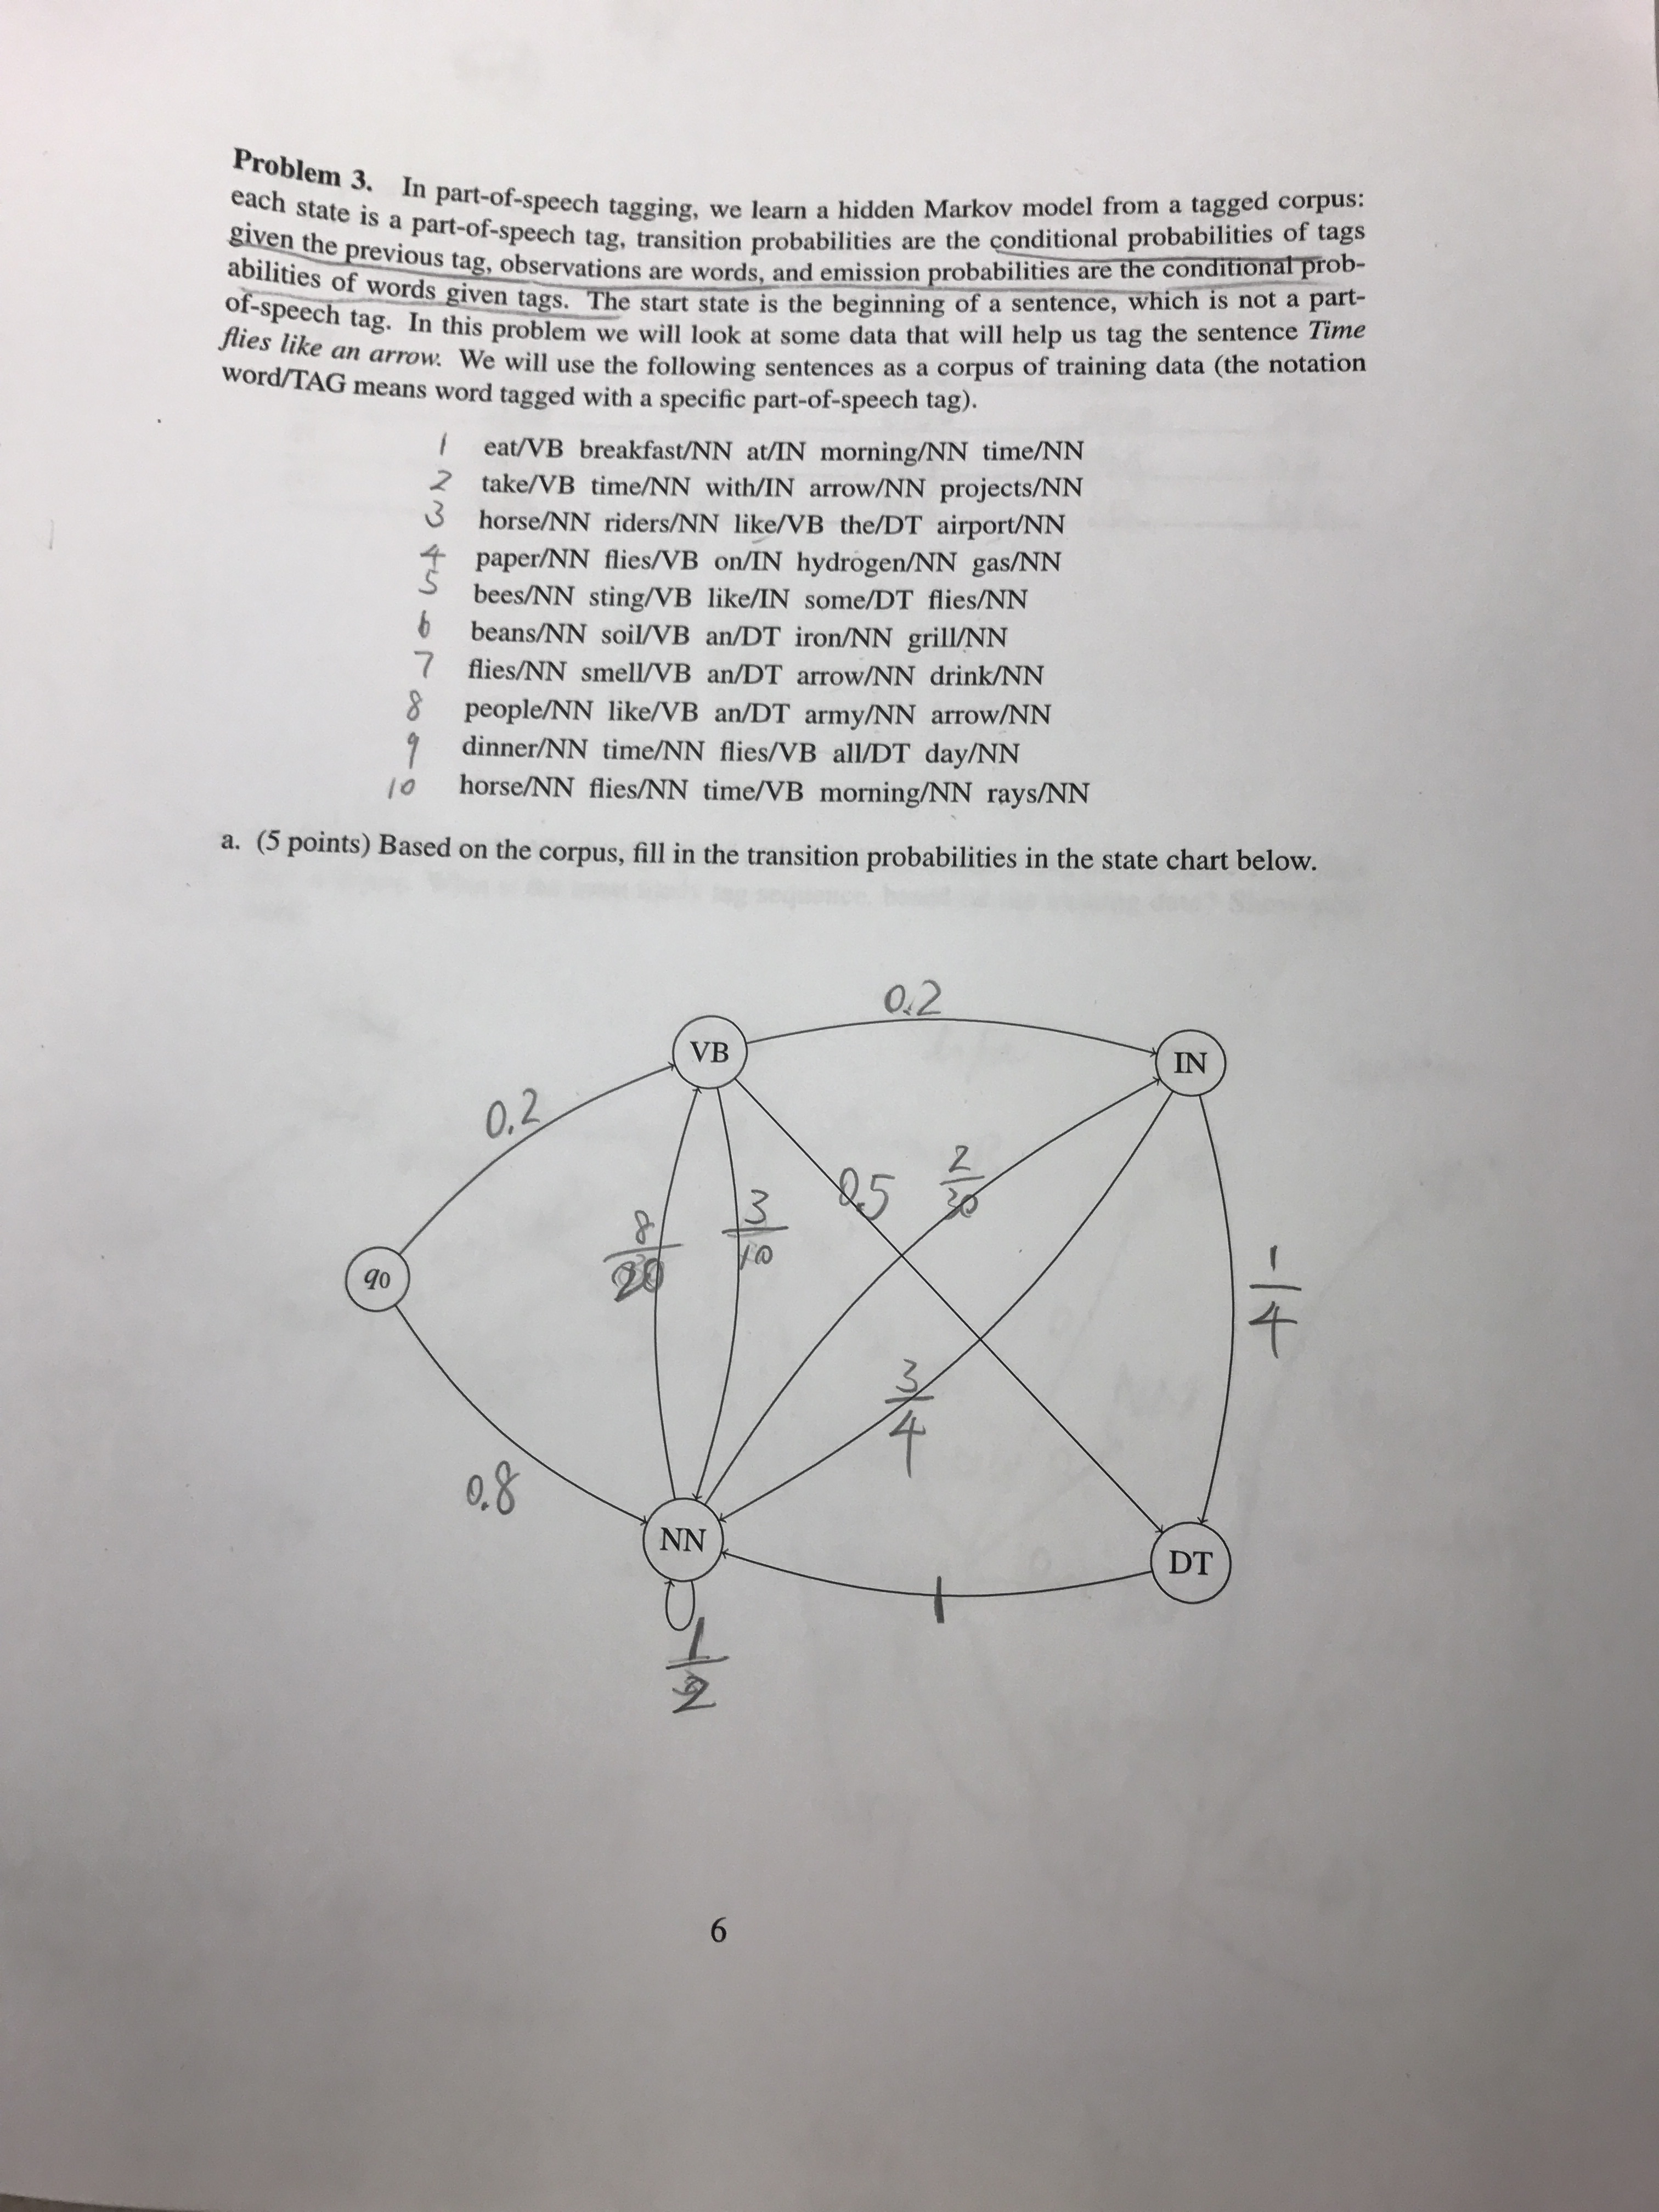 Problem 3. In part-of-speech tagging, we learn a hidden Markov model from a tagged corpus:
each state is a part-of-speech tag, transition probabilities are the conditional probabilities of tags
given the previous tag, observations are words, and emission probabilities are the conditional prob-
abilities of words given tags. The start state is the beginning of a sentence, which is not a part-
of-speech tag. In this problem we will look at some data that will help us tag the sentence Time
flies like an arrow. We will use the following sentences as a corpus of training data (the notation
word/TAG means word tagged with a specific part-of-speech tag).
1 eat/VB breakfast/NN at/IN morning/NN time/NN
2 take/VB time/NN with/IN arrow/NN projects/NN
3 horse/NN riders/NN like/VB the/DT airport/NN
4 paper/NN flies/VB on/IN hydrogen/NN gas/NN
5 bees/NN sting/VB like/IN some/DT flies/NN
6 beans/NN soil/VB an/DT iron/NN grill/NN
7 flies/NN smell/VB an/DT arrow/NN drink/NN
8 people/NN like/VB an/DT army/NN arrow/NN
9 dinner/NN time/NN flies/VB all/DT day/NN
10 horse/NN flies/NN time/VB morning/NN rays/NN
a. (5 points) Based on the corpus, fill in the transition probabilities in the state chart below.
0.2
VB
IN
0.2
0.5
2
3
8
10
1
4
q0
3
4
0.8
NN
DT
1
1
2
6